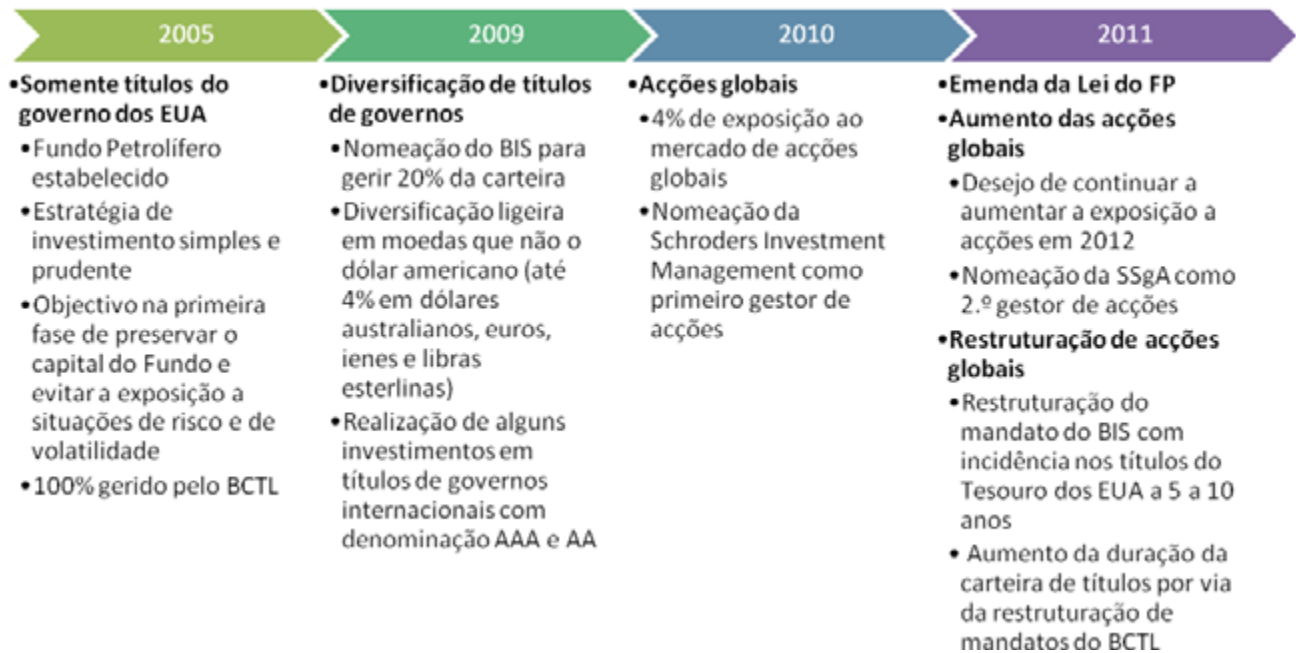 2005
•Somente títulos do
governo dos EUA
•Fundo Petrolífero
estabelecido
•Estratégia de
investimento simples e
prudente
•Objectivo na primeira
fase de preservar o
capital do Fundo e
evitar a exposição a
situações de risco e de
volatilidade
•100% gerido pelo BCTL
2009
•Diversificação de títulos
de governos
•Nomeação do BIS para
gerir 20% da carteira
•Diversificação ligeira
em moedas que não o
dólar americano (até
4% em dólares
australianos, euros,
ienes e libras
esterlinas)
•Realização de alguns
investimentos em
títulos de governos
internacionais com
denominação AAA e AA
2010
•Acções globais
•4% de exposição ao
mercado de acções
globais
•Nomeação da
Schroders Investment
Management como
primeiro gestor de
acções
2011
•Emenda da Lei do FP
•Aumento das acções
globais
•Desejo de continuar a
aumentar a exposição a
acções em 2012
•Nomeação da SSgA como
2.º gestor de acções
•Restruturação de acções
globais
•Restruturação do
mandato do BIS com
incidência nos títulos do
Tesouro dos EUA a 5 a 10
anos
• Aumento da duração da
carteira de títulos por via
da restruturação de
mandatos do BCTL